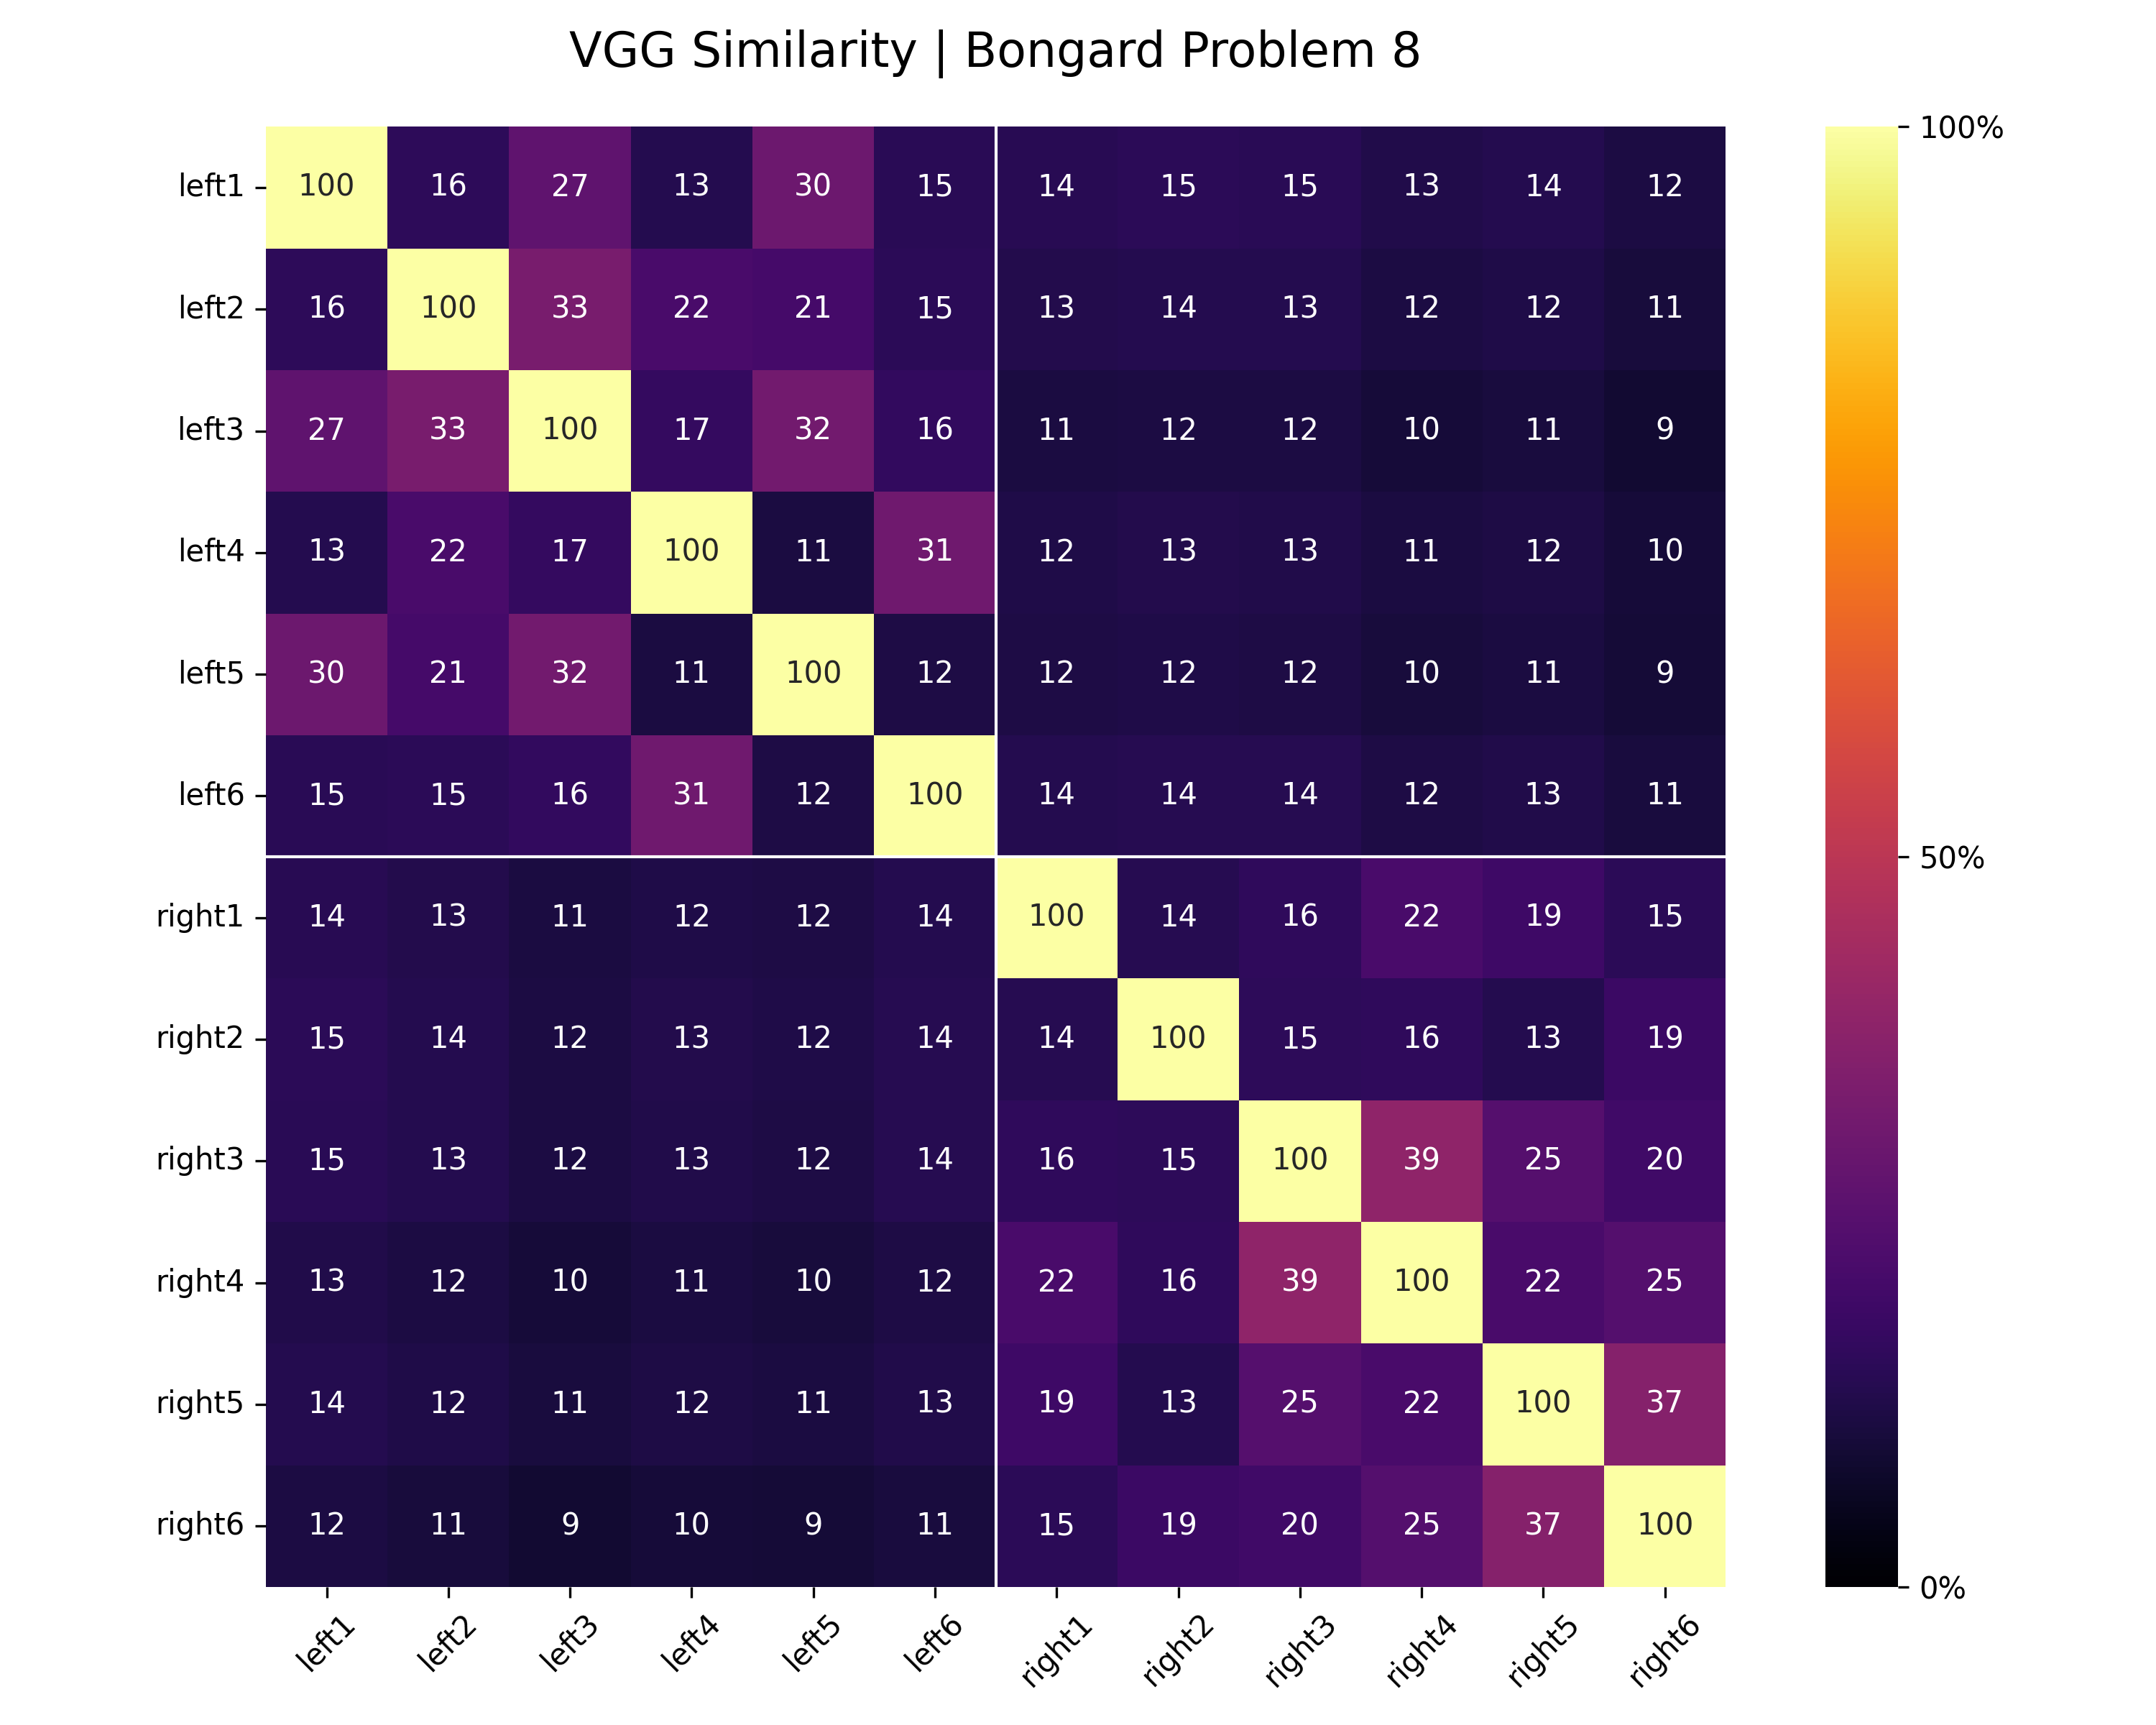 VGG Similarity | Bongard Problem 8
left1 100 16 27 13 30 15 14 15 15 13 14 12
left2 16 100 33 22 21 15 13 14 13 12 12 11
left3 27 33 100 17 32 16 11 12 12 10 11 9
left4 13 22 17 100 11 31 12 13 13 11 12 10
left5 30 21 32 11 100 12 12 12 12 10 11 9
left6 15 15 16 31 12 100 14 14 14 12 13 11
right1 14 13 11 12 12 14 100 14 16 22 19 15
right2 15 14 12 13 12 14 14 100 15 16 13 19
right3 15 13 12 13 12 14 16 15 100 39 25 20
right4 13 12 10 11 10 12 22 16 39 100 22 25
right5 14 12 11 12 11 13 19 13 25 22 100 37
right6 12 11 9 10 9 11 15 19 20 25 37 100
left1 left2 left3 left4 left5 left6 right1 right2 right3 right4 right5 right6
100%
50%
0%